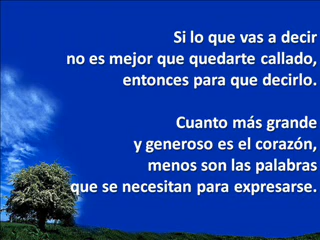 Si lo que vas a decir
no es mejor que quedarte callado,
entonces para que decirlo.
Cuanto más grande
y generoso es el corazón,
menos son las palabras
que se necesitan para expresarse.